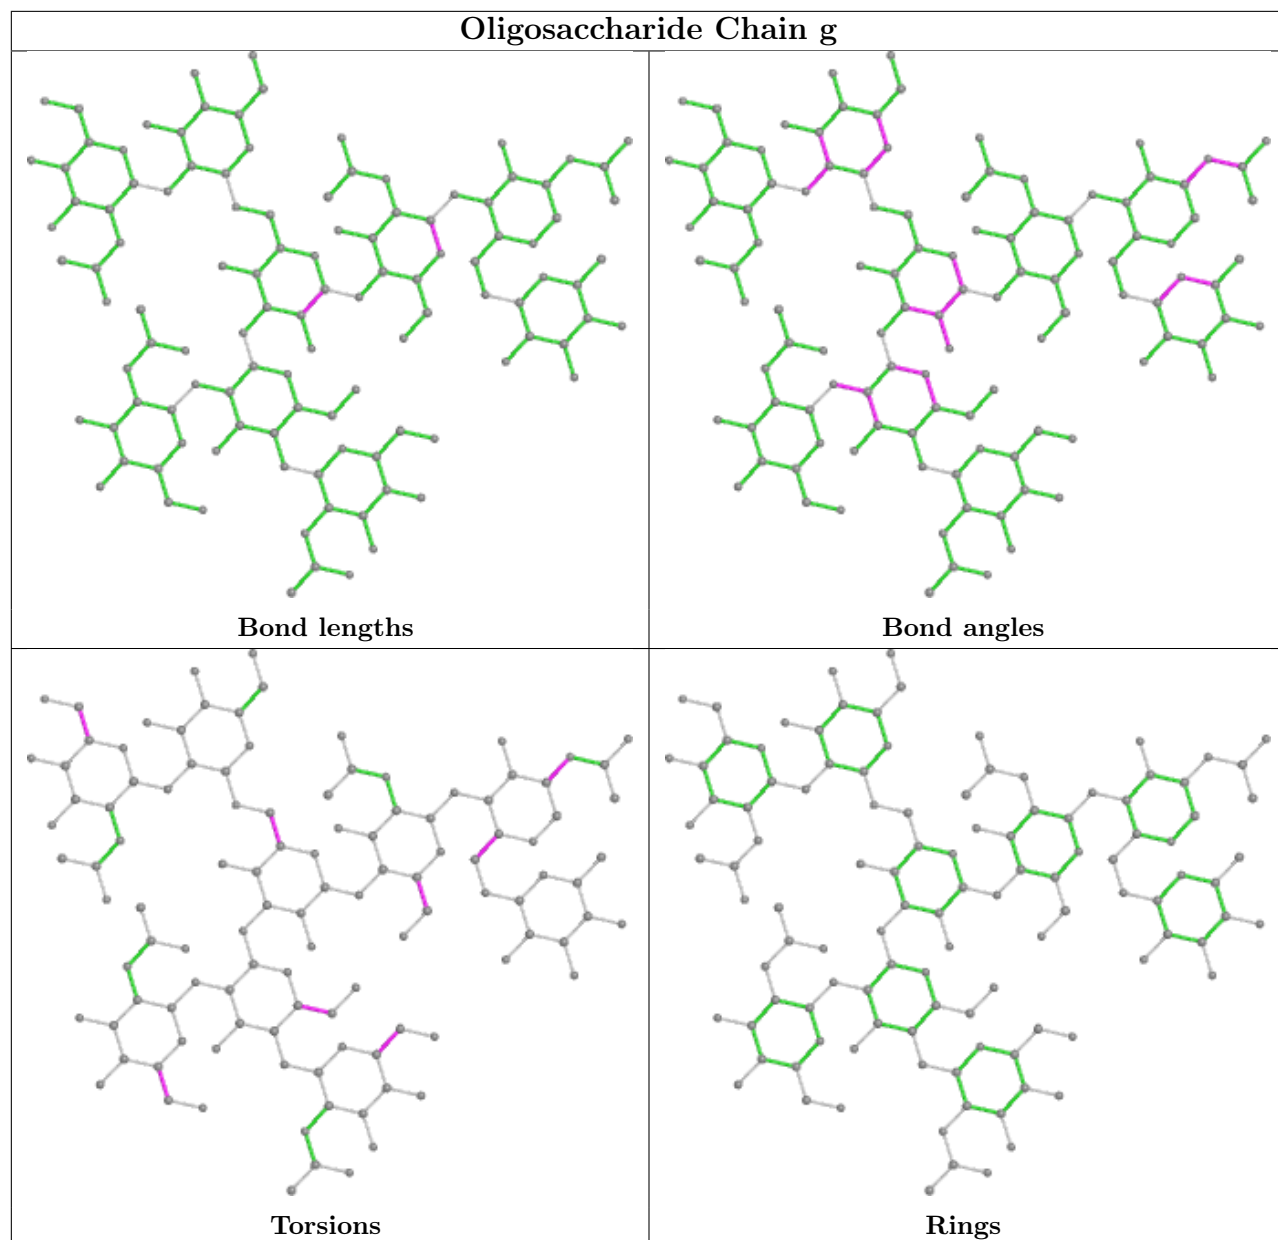 Oligosaccharide Chain g
Bond lengths
Bond angles
Torsions
Rings